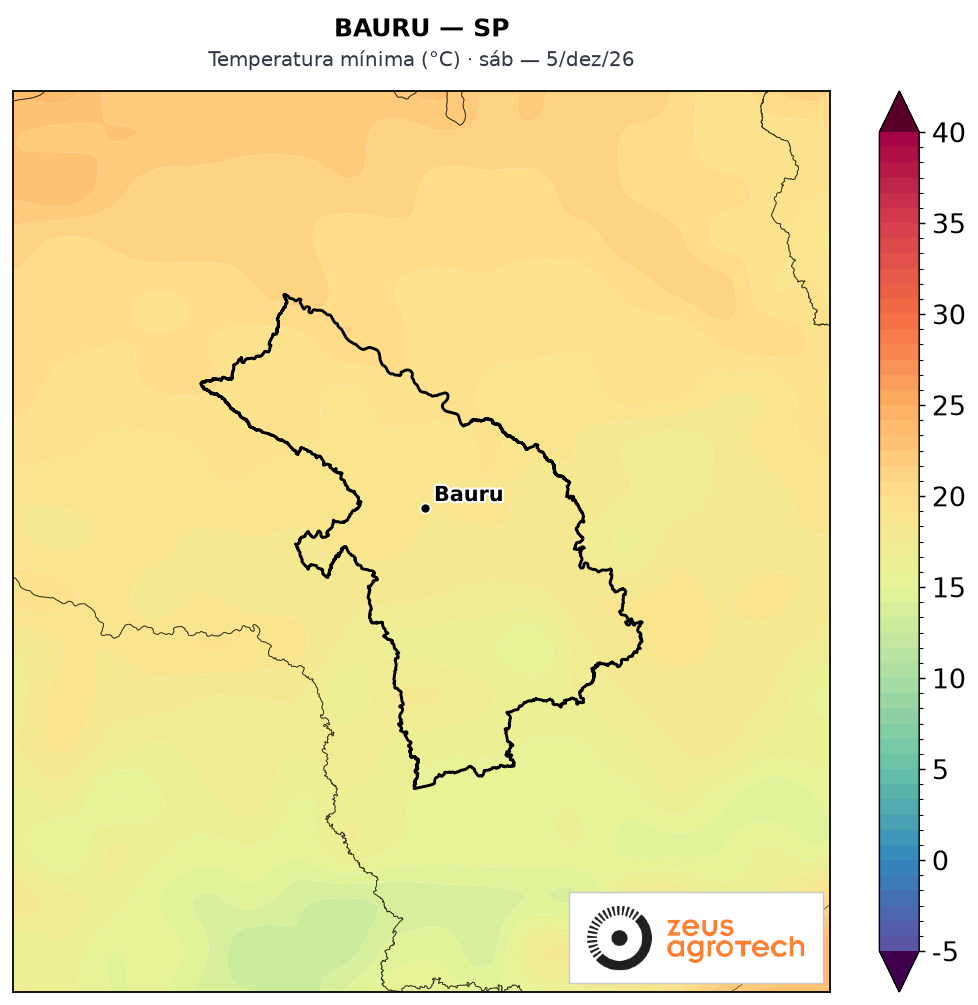 BAURU — SP
Temperatura mínima (°C) · sáb — 5/dez/26
Bauru
40
35
30
25
20
15
10
5
0
-5
zeus
agrotech